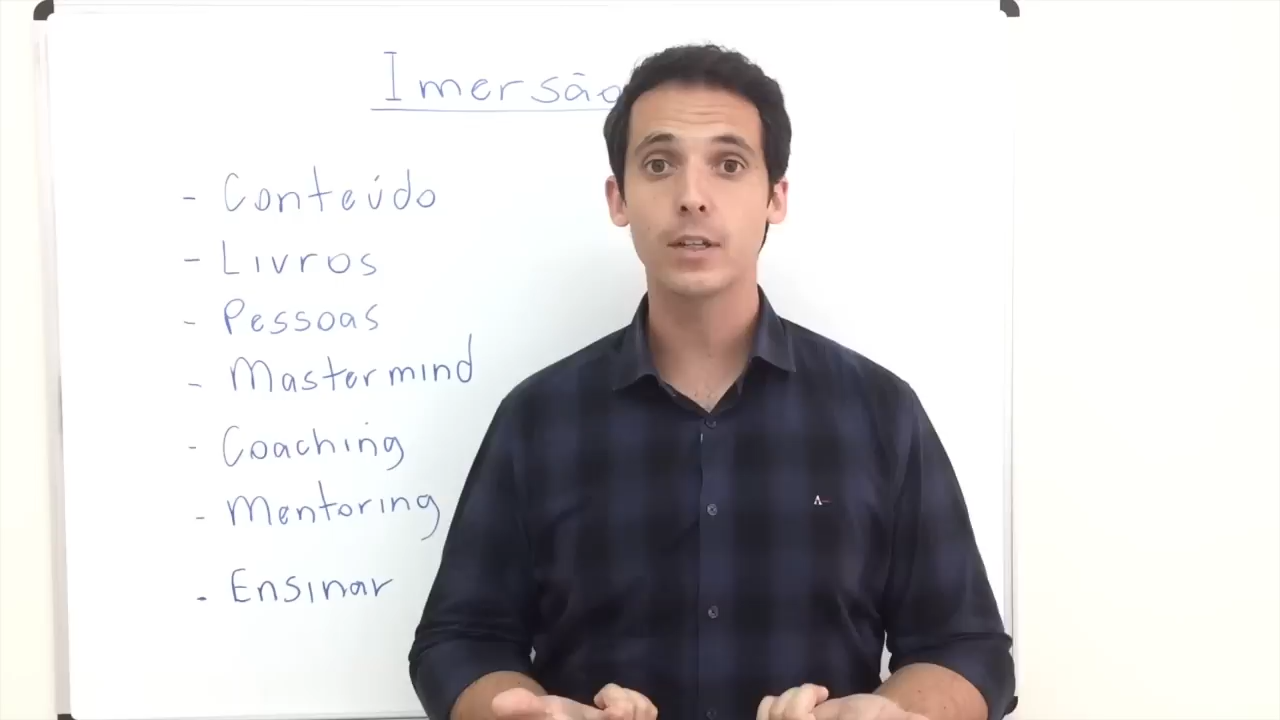 Imersão
- Conteúdo
- Livros
- Pessoas
- Mastermind
- Coaching
- Mentoring
- Ensinar
A